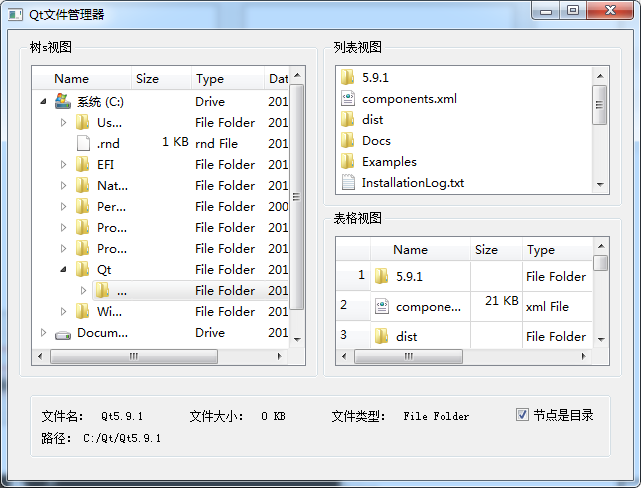 Qt文件管理器
树s视图
Name Size Type Dat
系统 (C:) Drive 201
Us... File Folder 201
.rnd 1 KB rnd File 201
EFI File Folder 201
Nat... File Folder 201
Per... File Folder 200
Pro... File Folder 201
Pro... File Folder 201
Qt File Folder 201
... File Folder 201
Wi... File Folder 201
Docum... Drive 201
列表视图
5.9.1
components.xml
dist
Docs
Examples
InstallationLog.txt
表格视图
Name Size Type
1 5.9.1 File Folder
2 compone... 21 KB xml File
3 dist File Folder
文件名: Qt5.9.1 文件大小: 0 KB 文件类型: File Folder 节点是目录
路径: C:/Qt/Qt5.9.1